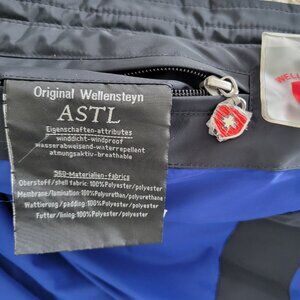 Original Wellensteyn
ASTL
Eigenschaften-attributes
winddicht-windproof
wasserabweisend-waterrepellent
atmungsaktiv-breathable
360-Materialien-fabrics
Oberstoff/shell fabric:100%Polyester/polyester
Membrane/lamination:100%Polyurethan/polyurethane
Wattierung/padding:100%Polyester/polyester
Futter/lining:100%Polyester/polyester
WELL